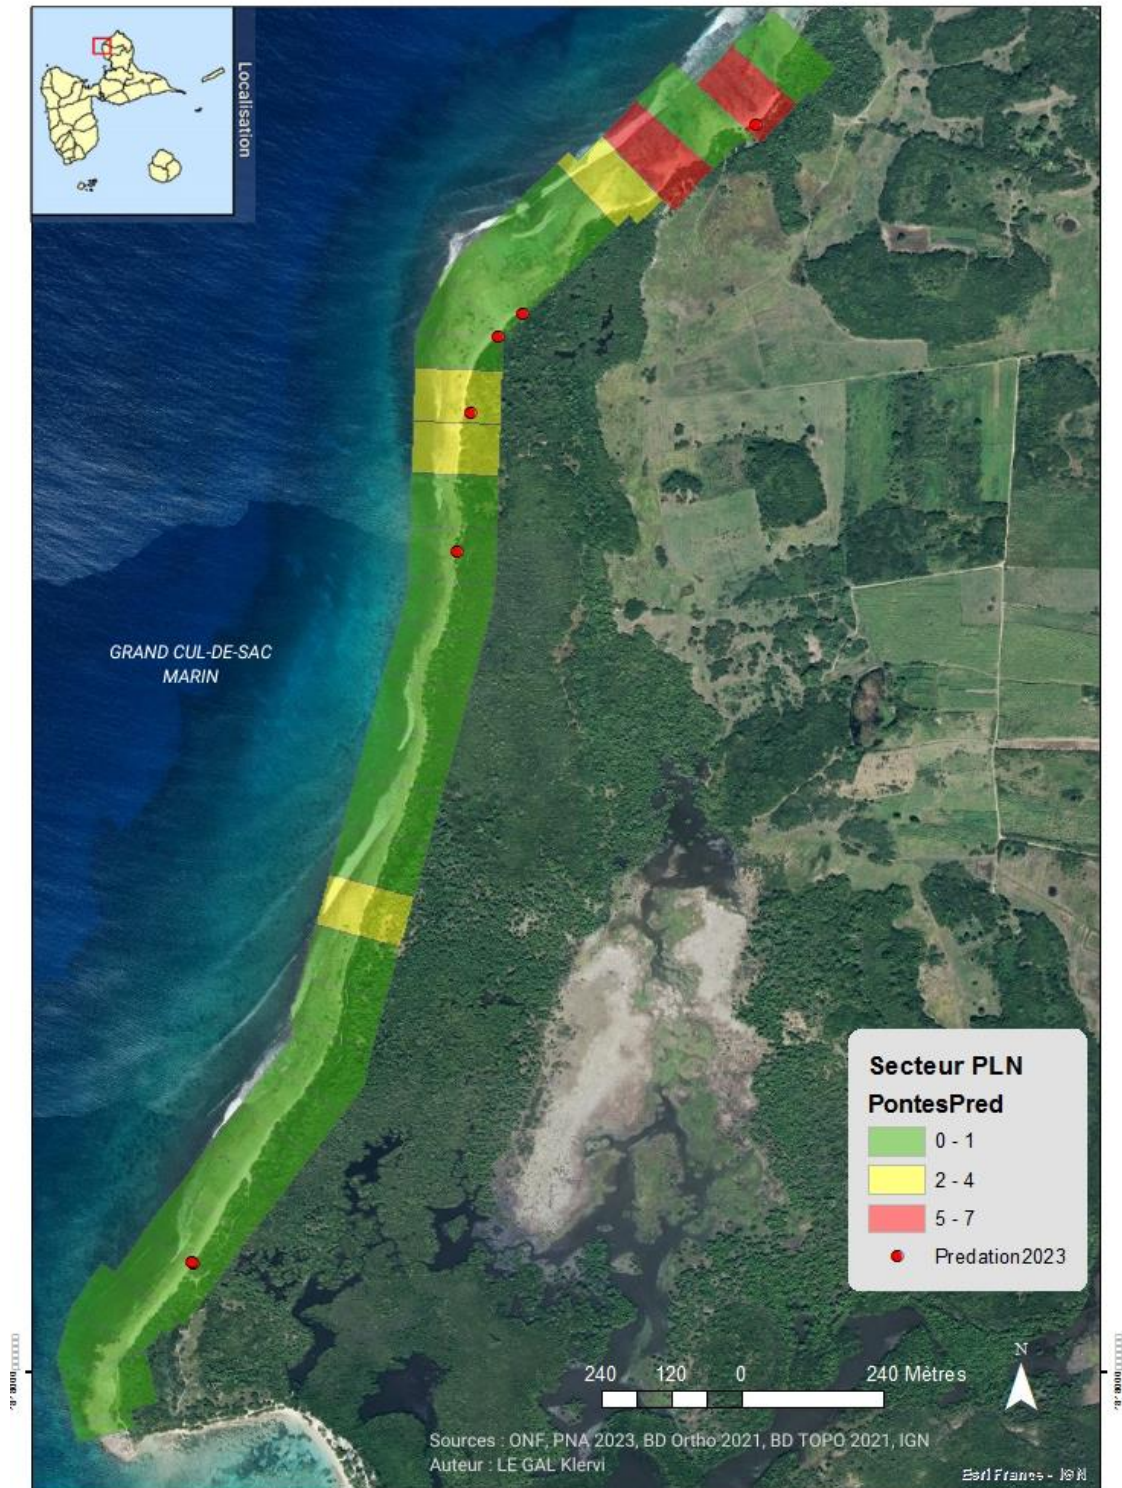 Localisation
GRAND CUL-DE-SAC
MARIN
Secteur PLN
PontesPred
0 - 1
2 - 4
5 - 7
Predation2023
N
240 120 0 240 Mètres
Sources : ONF, PNA 2023, BD Ortho 2021, BD TOPO 2021, IGN
Auteur : LE GAL Klervi
Esri France - IGN